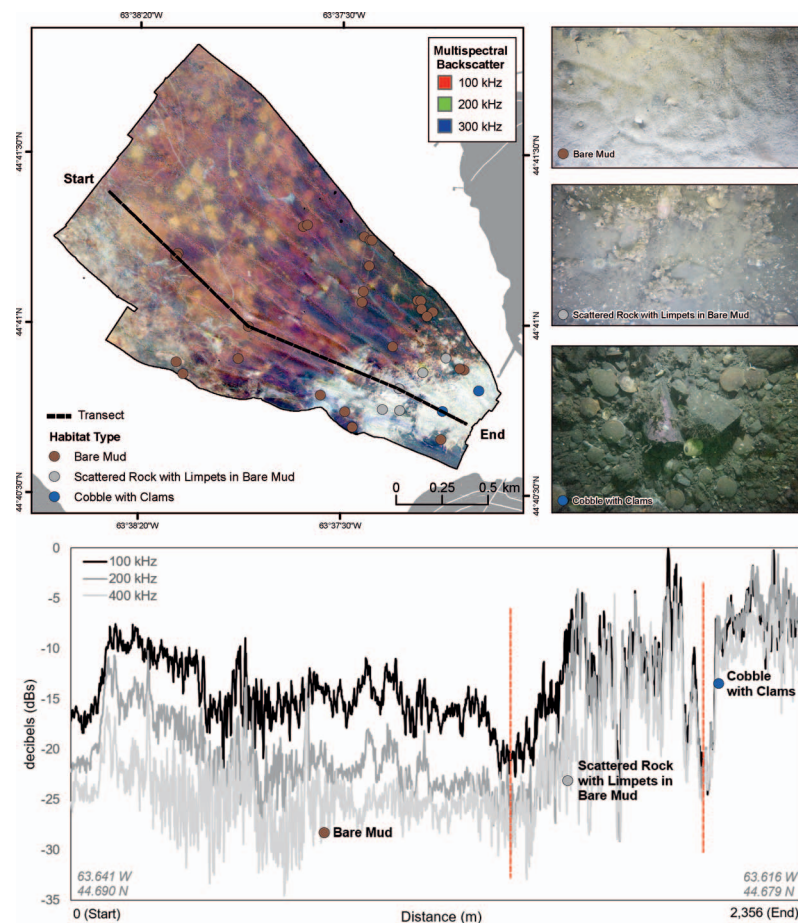 63°38'20"W
63°37'30"W
Multispectral
Backscatter
100 kHz
200 kHz
300 kHz
44°41'30"N
44°41'30"N
Start
44°41'N
44°41'N
Transect
End
Habitat Type
Bare Mud
Scattered Rock with Limpets in Bare Mud
Cobble with Clams
0 0.25 0.5 km
44°40'30"N
44°40'30"N
63°38'20"W
63°37'30"W
Bare Mud
Scattered Rock with Limpets in Bare Mud
Cobble with Clams
0
-5
-10
-15
-20
-25
-30
-35
decibels (dBs)
100 kHz
200 kHz
400 kHz
Cobble
with Clams
Scattered Rock
with Limpets in
Bare Mud
Bare Mud
63.641 W
44.690 N
63.616 W
44.679 N
0 (Start)
Distance (m)
2,356 (End)